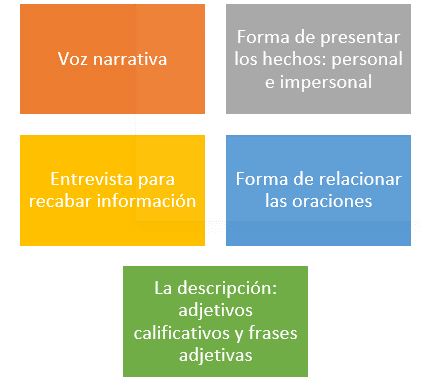 Voz narrativa
Forma de presentar
los hechos: personal
e impersonal
Entrevista para
recabar información
Forma de relacionar
las oraciones
La descripción:
adjetivos
calificativos y frases
adjetivas